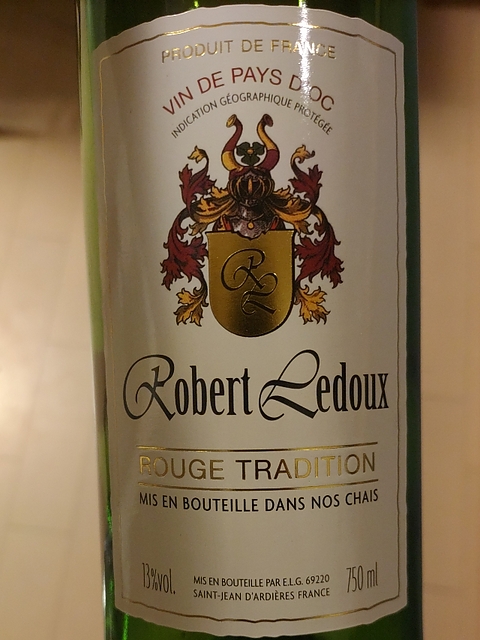 PRODUIT DE FRANCE
VIN DE PAYS D'OC
INDICATION GÉOGRAPHIQUE PROTÉGÉE
RL
Robert Ledoux
ROUGE TRADITION
MIS EN BOUTEILLE DANS NOS CHAIS
13%vol.
MIS EN BOUTEILLE PAR E.L.G. 69220
SAINT-JEAN D'ARDIÈRES FRANCE
750 ml